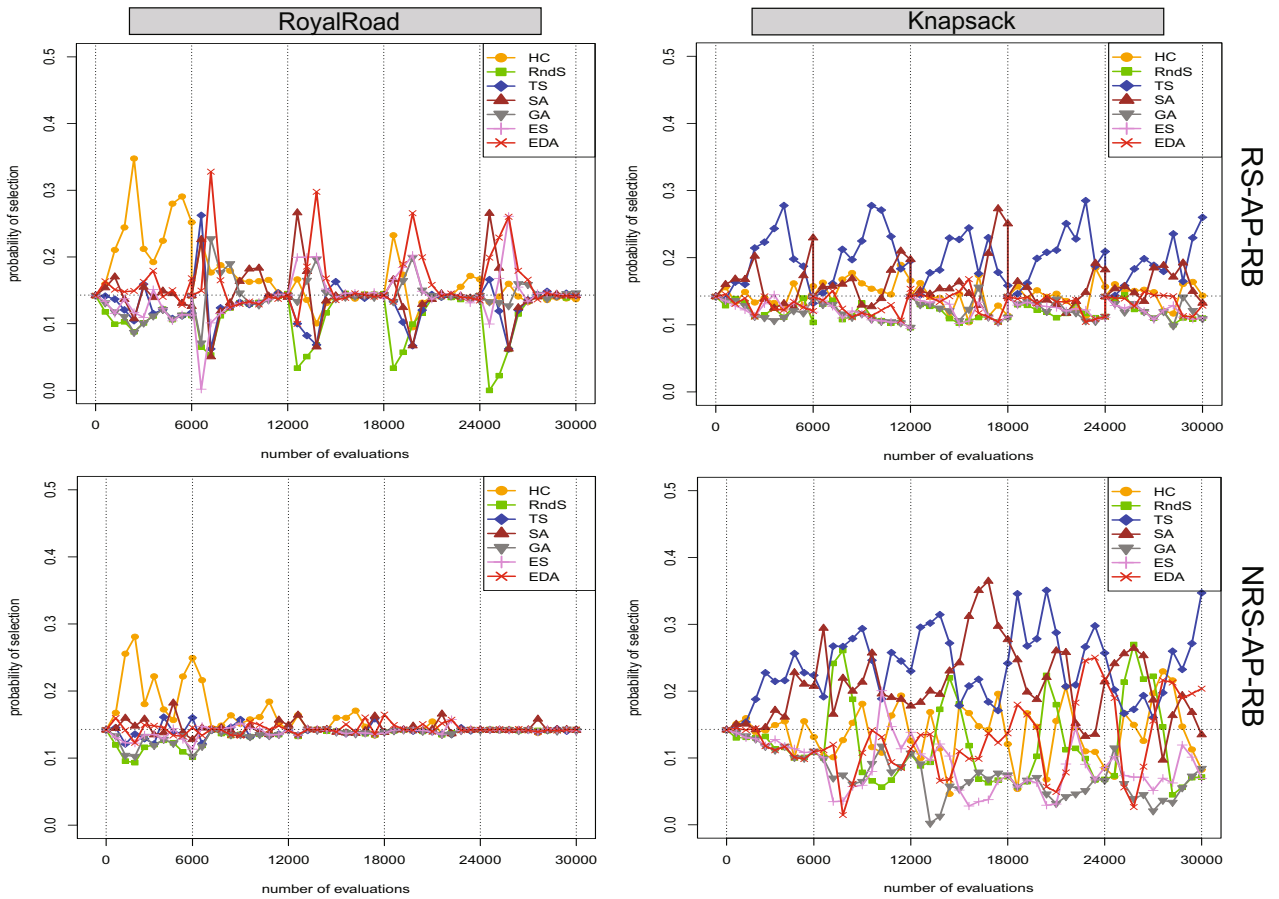 RoyalRoad
Knapsack
0.5
0.4
0.3
0.2
0.1
0.0
probability of selection
HC
RndS
TS
SA
GA
ES
EDA
0 6000 12000 18000 24000 30000
number of evaluations
0.5
0.4
0.3
0.2
0.1
0.0
probability of selection
HC
RndS
TS
SA
GA
ES
EDA
0 6000 12000 18000 24000 30000
number of evaluations
RS-AP-RB
0.5
0.4
0.3
0.2
0.1
0.0
probability of selection
HC
RndS
TS
SA
GA
ES
EDA
0 6000 12000 18000 24000 30000
number of evaluations
0.5
0.4
0.3
0.2
0.1
0.0
probability of selection
HC
RndS
TS
SA
GA
ES
EDA
0 6000 12000 18000 24000 30000
number of evaluations
NRS-AP-RB